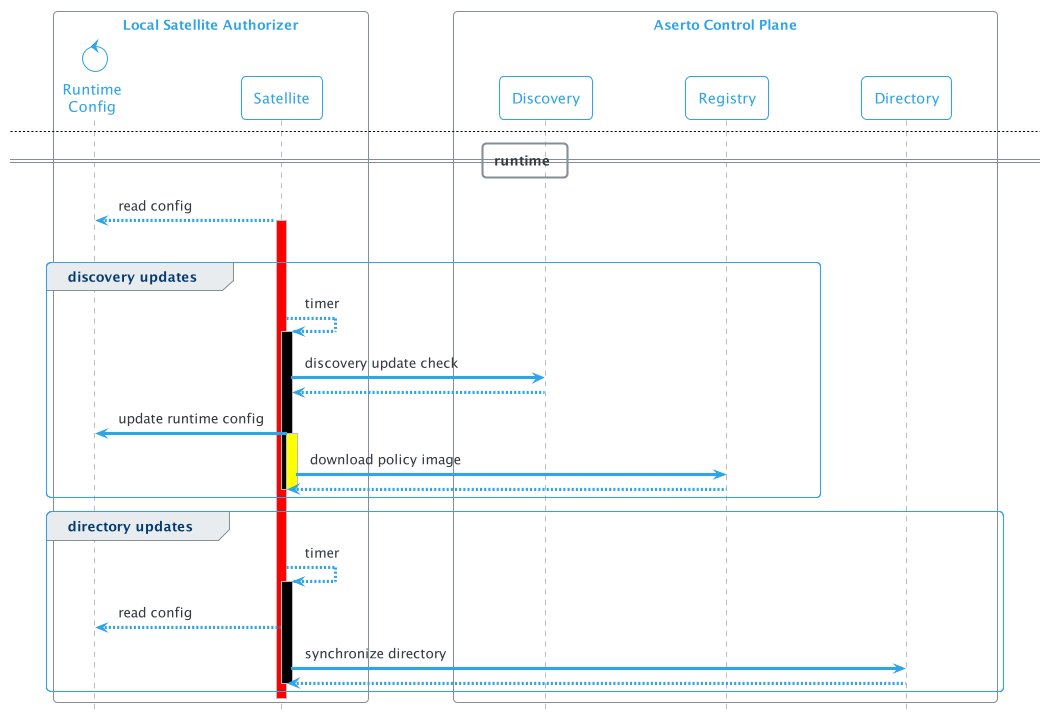 Local Satellite Authorizer
Aserto Control Plane
Runtime
Config
Satellite
Discovery
Registry
Directory
runtime
read config
discovery updates
timer
discovery update check
update runtime config
download policy image
directory updates
timer
read config
synchronize directory